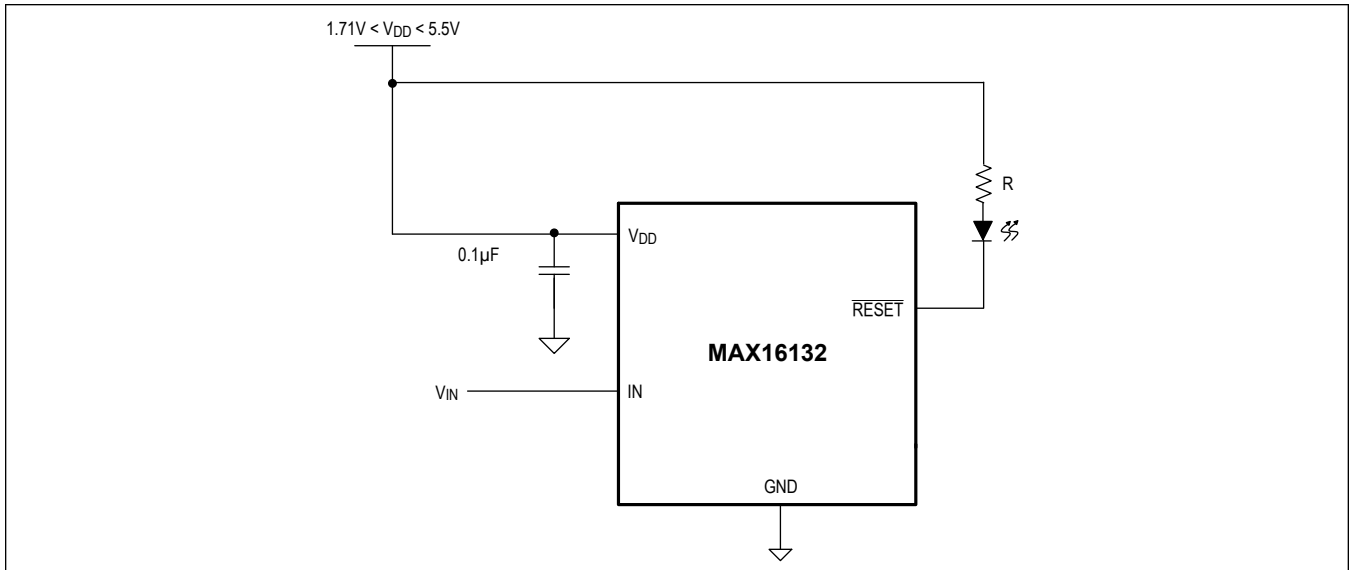 1.71V < VDD < 5.5V
R
VDD
0.1µF
RESET
MAX16132
VIN
IN
GND